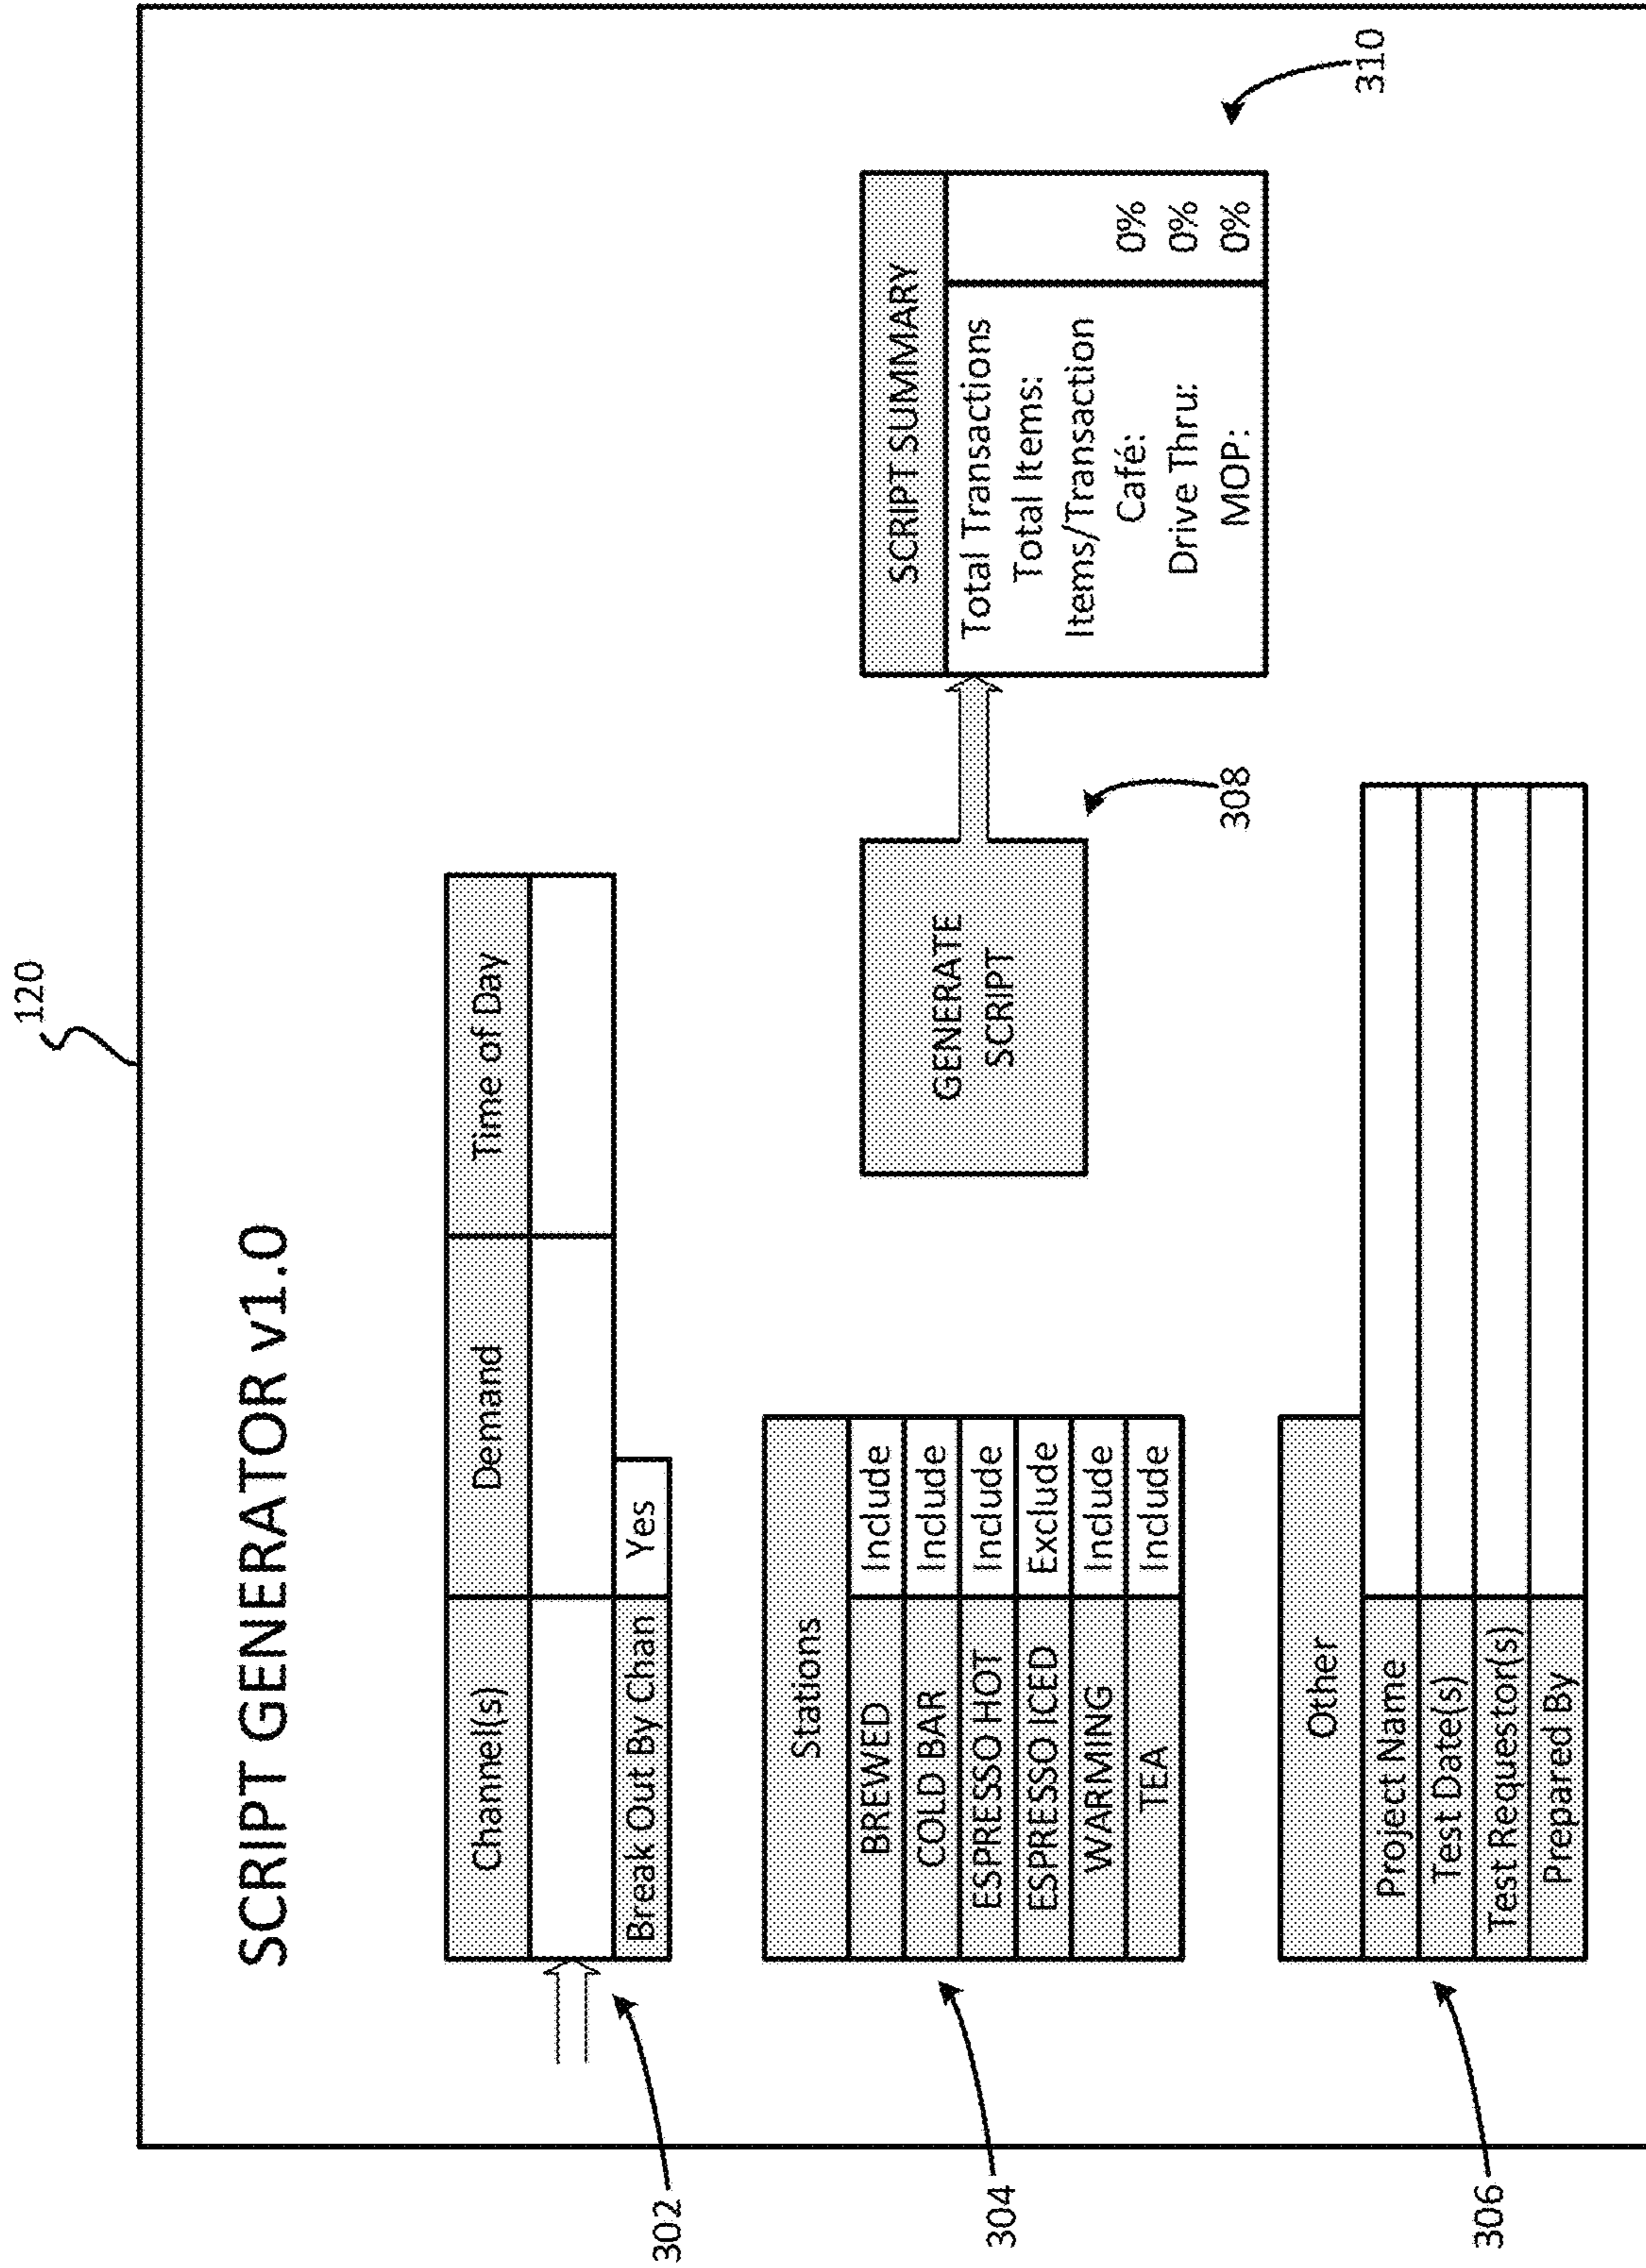 120
SCRIPT GENERATOR v1.0
Channel(s) Demand Time of Day
Break Out By Chan Yes
302
Stations
BREWED Include
COLD BAR Include
ESPRESSO HOT Include
ESPRESSO ICED Exclude
WARMING Include
TEA Include
304
GENERATE
SCRIPT
308
SCRIPT SUMMARY
Total Transactions
Total Items:
Items/Transaction
Café: 0%
Drive Thru: 0%
MOP: 0%
310
Other
Project Name
Test Date(s)
Test Requestor(s)
Prepared By
306